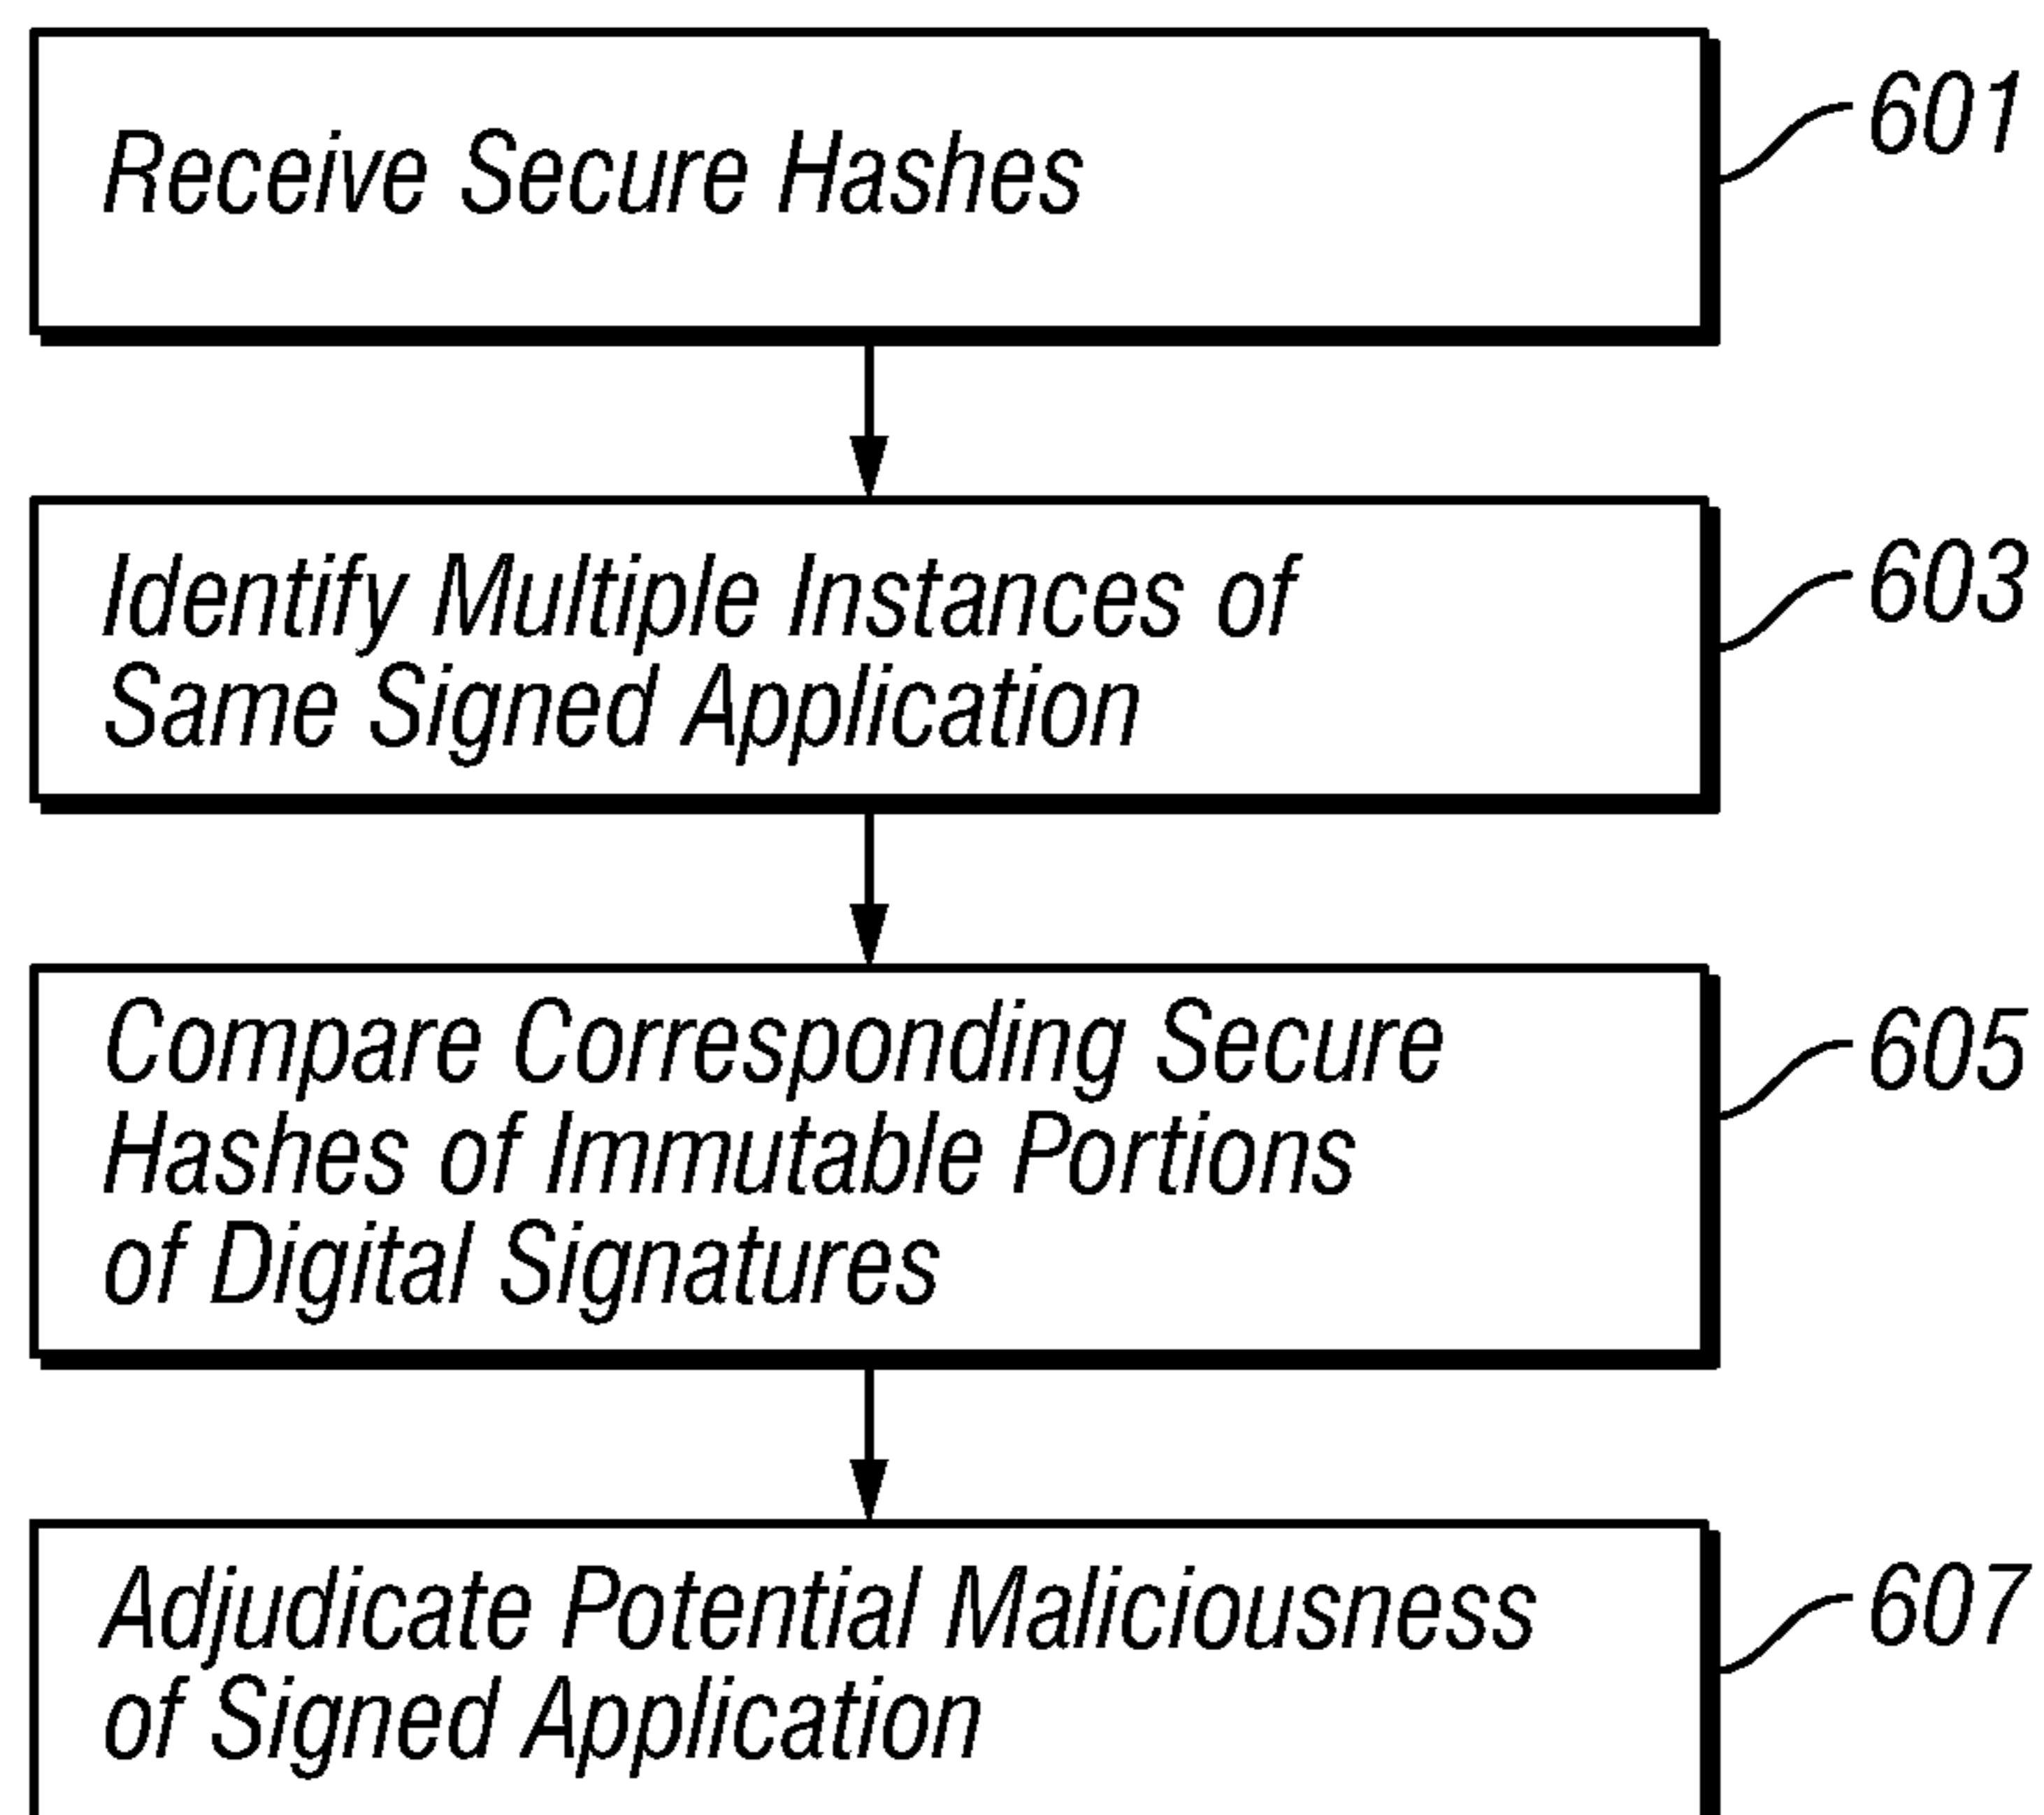 Receive Secure Hashes
601
Identify Multiple Instances of
Same Signed Application
603
Compare Corresponding Secure
Hashes of Immutable Portions
of Digital Signatures
605
Adjudicate Potential Maliciousness
of Signed Application
607